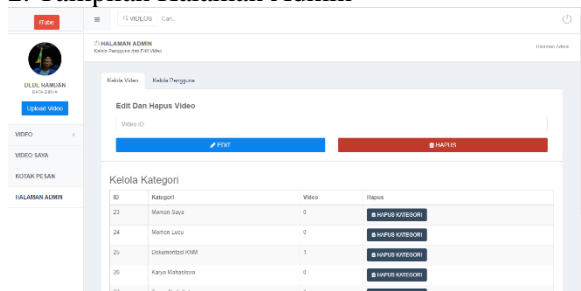 2. Tampilan Halaman Admin
iTube
VIDEOS Cari...
HALAMAN ADMIN
Kelola Pengguna dan Edit Video
Halaman Admin
Upload Video
VIDEO
VIDEO SAYA
KOTAK PESAN
HALAMAN ADMIN
Kelola Video Kelola Pengguna
Edit Dan Hapus Video
Video ID
EDIT HAPUS
Kelola Kategori
ID Kategori Video Hapus
23 Momen Saya 0 HAPUS KATEGORI
24 Momen Lucu 0 HAPUS KATEGORI
25 Dokumentasi KNM 1 HAPUS KATEGORI
26 Karya Mahasiswa 0 HAPUS KATEGORI